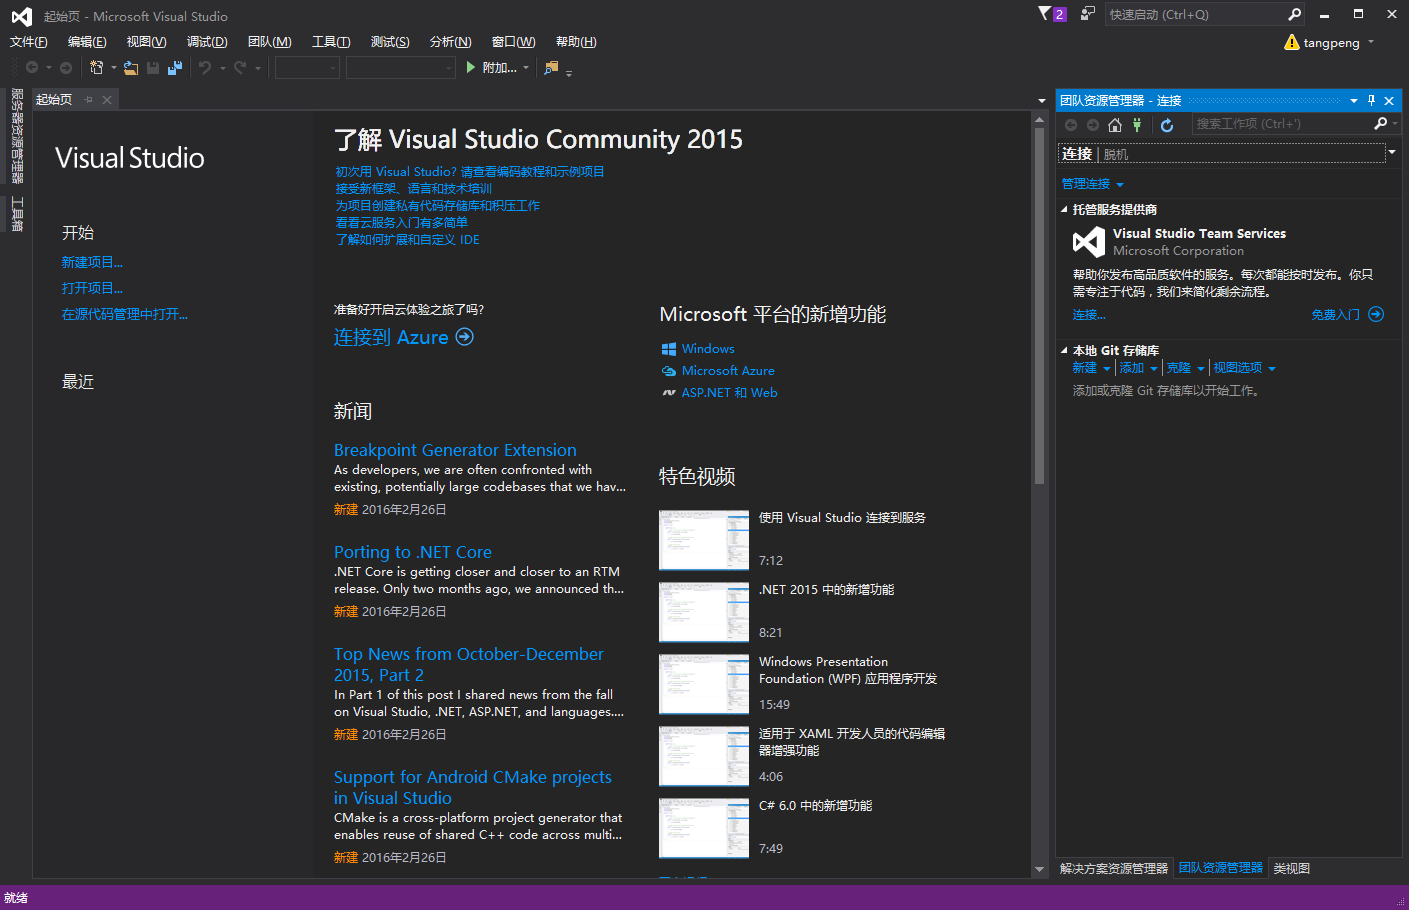 起始页 - Microsoft Visual Studio
2
快速启动 (Ctrl+Q)
文件(F) 编辑(E) 视图(V) 调试(D) 团队(M) 工具(T) 测试(S) 分析(N) 窗口(W) 帮助(H)
tangpeng
附加...
服务器资源管理器
工具箱
起始页
Visual Studio
开始
新建项目...
打开项目...
在源代码管理中打开...
最近
了解 Visual Studio Community 2015
初次用 Visual Studio? 请查看编码教程和示例项目
接受新框架、语言和技术培训
为项目创建私有代码存储库和积压工作
看看云服务入门有多简单
了解如何扩展和自定义 IDE
准备好开启云体验之旅了吗?
连接到 Azure
新闻
Breakpoint Generator Extension
As developers, we are often confronted with
existing, potentially large codebases that we hav...
新建 2016年2月26日
Porting to .NET Core
.NET Core is getting closer and closer to an RTM
release. Only two months ago, we announced th...
新建 2016年2月26日
Top News from October-December
2015, Part 2
In Part 1 of this post I shared news from the fall
on Visual Studio, .NET, ASP.NET, and languages....
新建 2016年2月26日
Support for Android CMake projects
in Visual Studio
CMake is a cross-platform project generator that
enables reuse of shared C++ code across multi...
新建 2016年2月26日
Microsoft 平台的新增功能
Windows
Microsoft Azure
ASP.NET 和 Web
特色视频
使用 Visual Studio 连接到服务
7:12
.NET 2015 中的新增功能
8:21
Windows Presentation
Foundation (WPF) 应用程序开发
15:49
适用于 XAML 开发人员的代码编辑
器增强功能
4:06
C# 6.0 中的新增功能
7:49
团队资源管理器 - 连接
搜索工作项 (Ctrl+')
连接 | 脱机
管理连接
托管服务提供商
Visual Studio Team Services
Microsoft Corporation
帮助你发布高品质软件的服务。每次都能按时发布。你只
需专注于代码，我们来简化剩余流程。
连接... 免费入门
本地 Git 存储库
新建 添加 克隆 视图选项
添加或克隆 Git 存储库以开始工作。
解决方案资源管理器 团队资源管理器 类视图
就绪